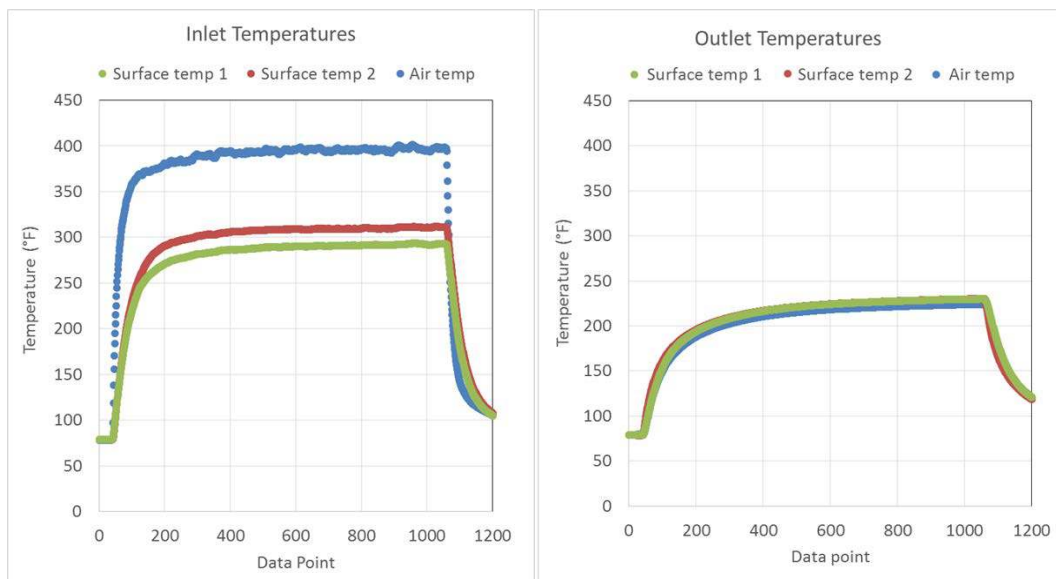 Inlet Temperatures
Surface temp 1 Surface temp 2 Air temp
450
400
350
300
250
200
150
100
50
0
Temperature (°F)
0 200 400 600 800 1000 1200
Data Point
Outlet Temperatures
Surface temp 1 Surface temp 2 Air temp
450
400
350
300
250
200
150
100
50
0
Temperature (°F)
0 200 400 600 800 1000 1200
Data point